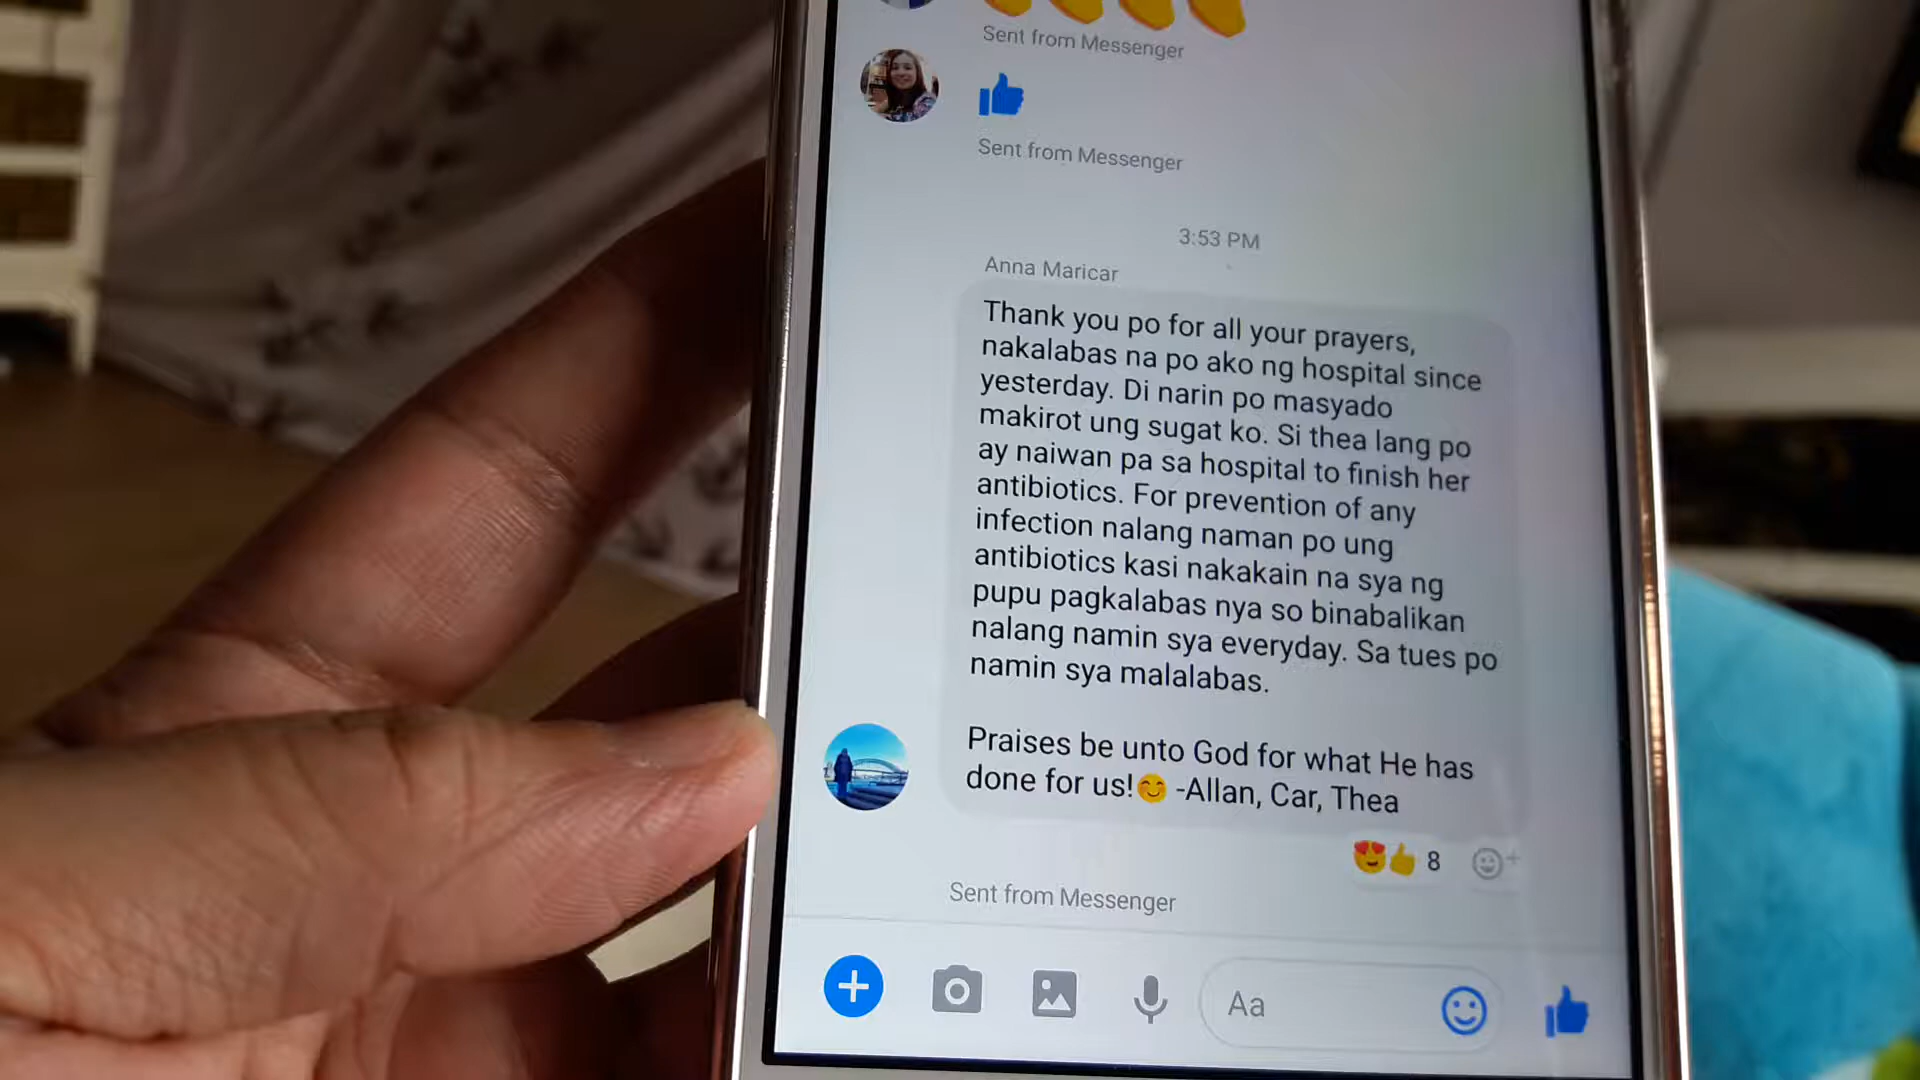 Sent from Messenger
Sent from Messenger
3:53 PM
Anna Maricar
Thank you po for all your prayers,
nakalabas na po ako ng hospital since
yesterday. Di narin po masyado
makirot ung sugat ko. Si thea lang po
ay naiwan pa sa hospital to finish her
antibiotics. For prevention of any
infection nalang naman po ung
antibiotics kasi nakakain na sya ng
pupu pagkalabas nya so binabalikan
nalang namin sya everyday. Sa tues po
namin sya malalabas.
Praises be unto God for what He has
done for us!😊 -Allan, Car, Thea
8
Sent from Messenger
Aa